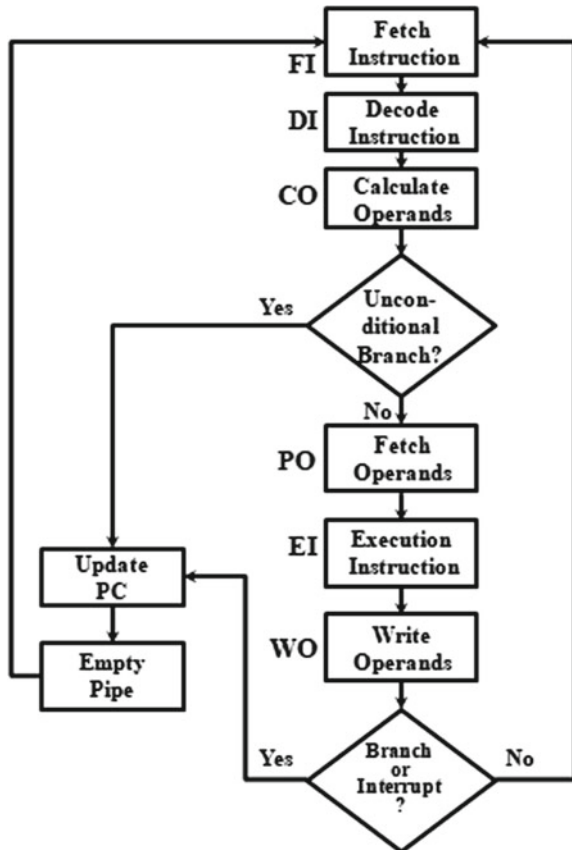 Fetch
Instruction
FI
DI
Decode
Instruction
CO
Calculate
Operands
Yes
Uncon-
ditional
Branch?
No
PO
Fetch
Operands
EI
Execution
Instruction
Update
PC
WO
Write
Operands
Empty
Pipe
Yes
Branch
or
Interrupt
?
No